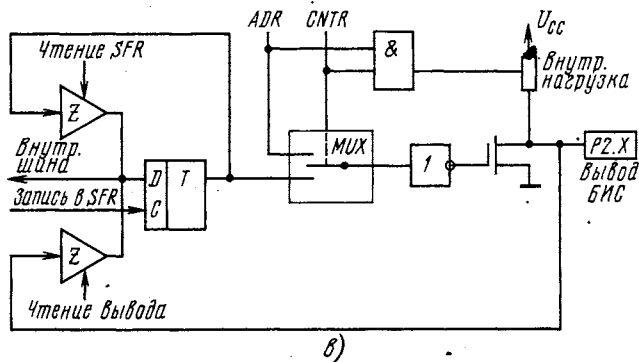 ADR CNTR
Ucc
Чтение SFR
&
Внутр.
нагрузка
Z
Внутр.
шина
MUX
D T
1
P2.X
Запись в SFR
C
Вывод
БИС
Z
Чтение вывода
в)